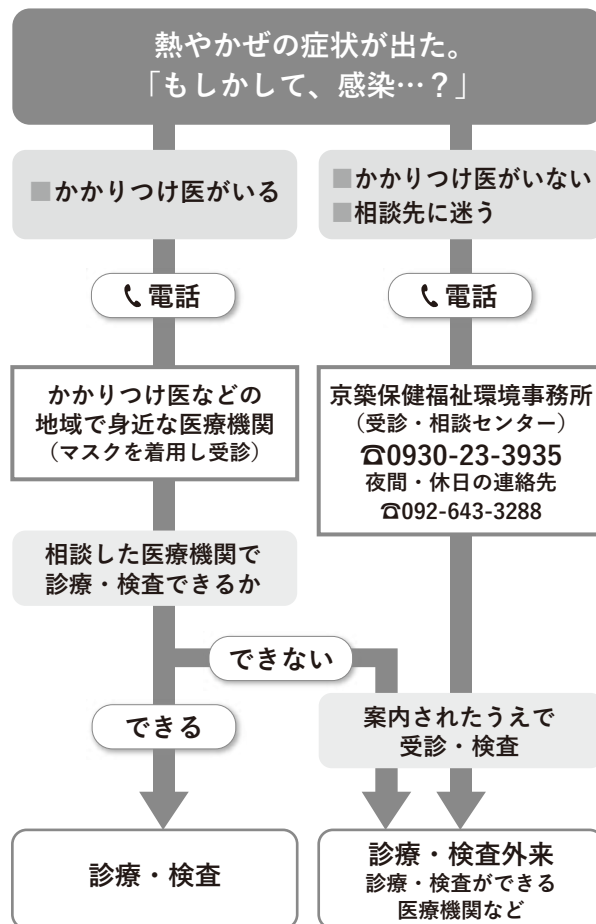 熱やかぜの症状が出た。
「もしかして、感染…？」
■かかりつけ医がいる
■かかりつけ医がいない
■相談先に迷う
電話
電話
かかりつけ医などの
地域で身近な医療機関
（マスクを着用し受診）
京築保健福祉環境事務所
（受診・相談センター）
☎0930-23-3935
夜間・休日の連絡先
☎092-643-3288
相談した医療機関で
診療・検査できるか
できない
できる
案内されたうえで
受診・検査
診療・検査
診療・検査外来
診療・検査ができる
医療機関など